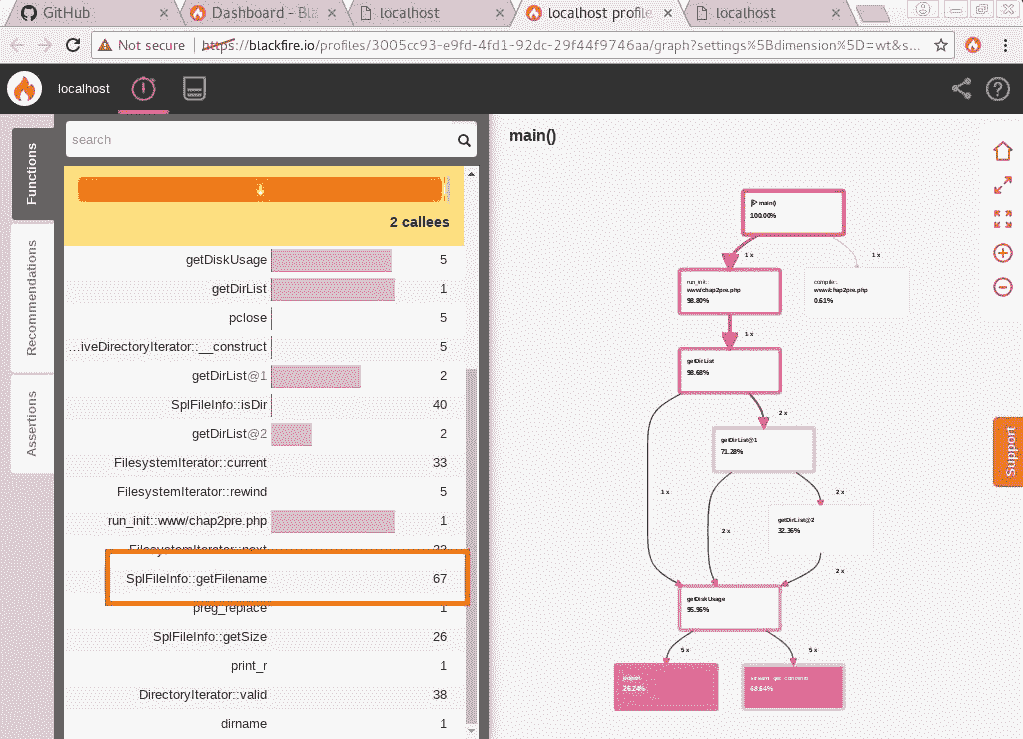 GitHub
Dashboard - Bla
localhost
localhost profile
localhost
Not secure
https://blackfire.io/profiles/3005cc93-e9fd-4fd1-92dc-29f44f9746aa/graph?settings%5Bdimension%5D=wt&s...
localhost
Functions
Recommendations
Assertions
search
2 callees
getDiskUsage 5
getDirList 1
pclose 5
...iveDirectoryIterator::__construct 5
getDirList@1 2
SplFileInfo::isDir 40
getDirList@2 2
FilesystemIterator::current 33
FilesystemIterator::rewind 5
run_init::www/chap2pre.php 1
FilesystemIterator::next 33
SplFileInfo::getFilename 67
preg_replace 1
SplFileInfo::getSize 26
print_r 1
DirectoryIterator::valid 38
dirname 1
main()
main()
100.00%
1 x
1 x
run_init::
www/chap2pre.php
98.80%
compile::
www/chap2pre.php
0.61%
1 x
getDirList
98.68%
2 x
getDirList@1
71.28%
1 x
2 x
2 x
getDirList@2
32.36%
2 x
getDiskUsage
95.96%
5 x
5 x
26.24%
68.64%
Support